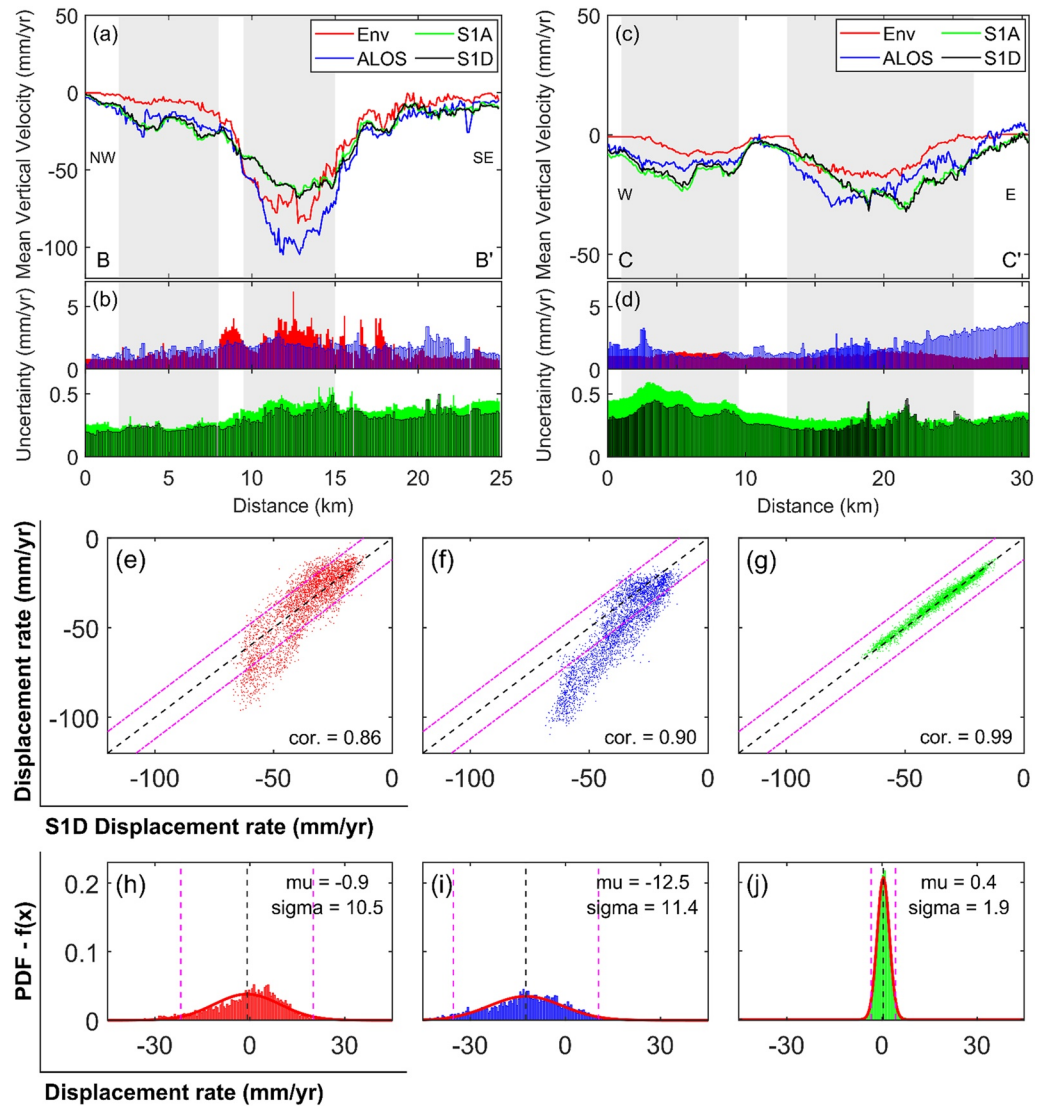 (a)
Env
S1A
ALOS
S1D
50
0
-50
-100
Mean Vertical Velocity (mm/yr)
NW
SE
B
B'
(c)
Env
S1A
ALOS
S1D
50
0
-50
Mean Vertical Velocity (mm/yr)
W
E
C
C'
(b)
5
0
0.5
0
Uncertainty (mm/yr)
0 5 10 15 20 25
Distance (km)
(d)
5
0
0.5
0
Uncertainty (mm/yr)
0 10 20 30
Distance (km)
Displacement rate (mm/yr)
0
-50
-100
(e)
cor. = 0.86
-100 -50 0
(f)
cor. = 0.90
-100 -50 0
(g)
cor. = 0.99
-100 -50 0
S1D Displacement rate (mm/yr)
PDF - f(x)
0.2
0.1
0
(h)
mu = -0.9
sigma = 10.5
-30 0 30
(i)
mu = -12.5
sigma = 11.4
-30 0 30
(j)
mu = 0.4
sigma = 1.9
-30 0 30
Displacement rate (mm/yr)